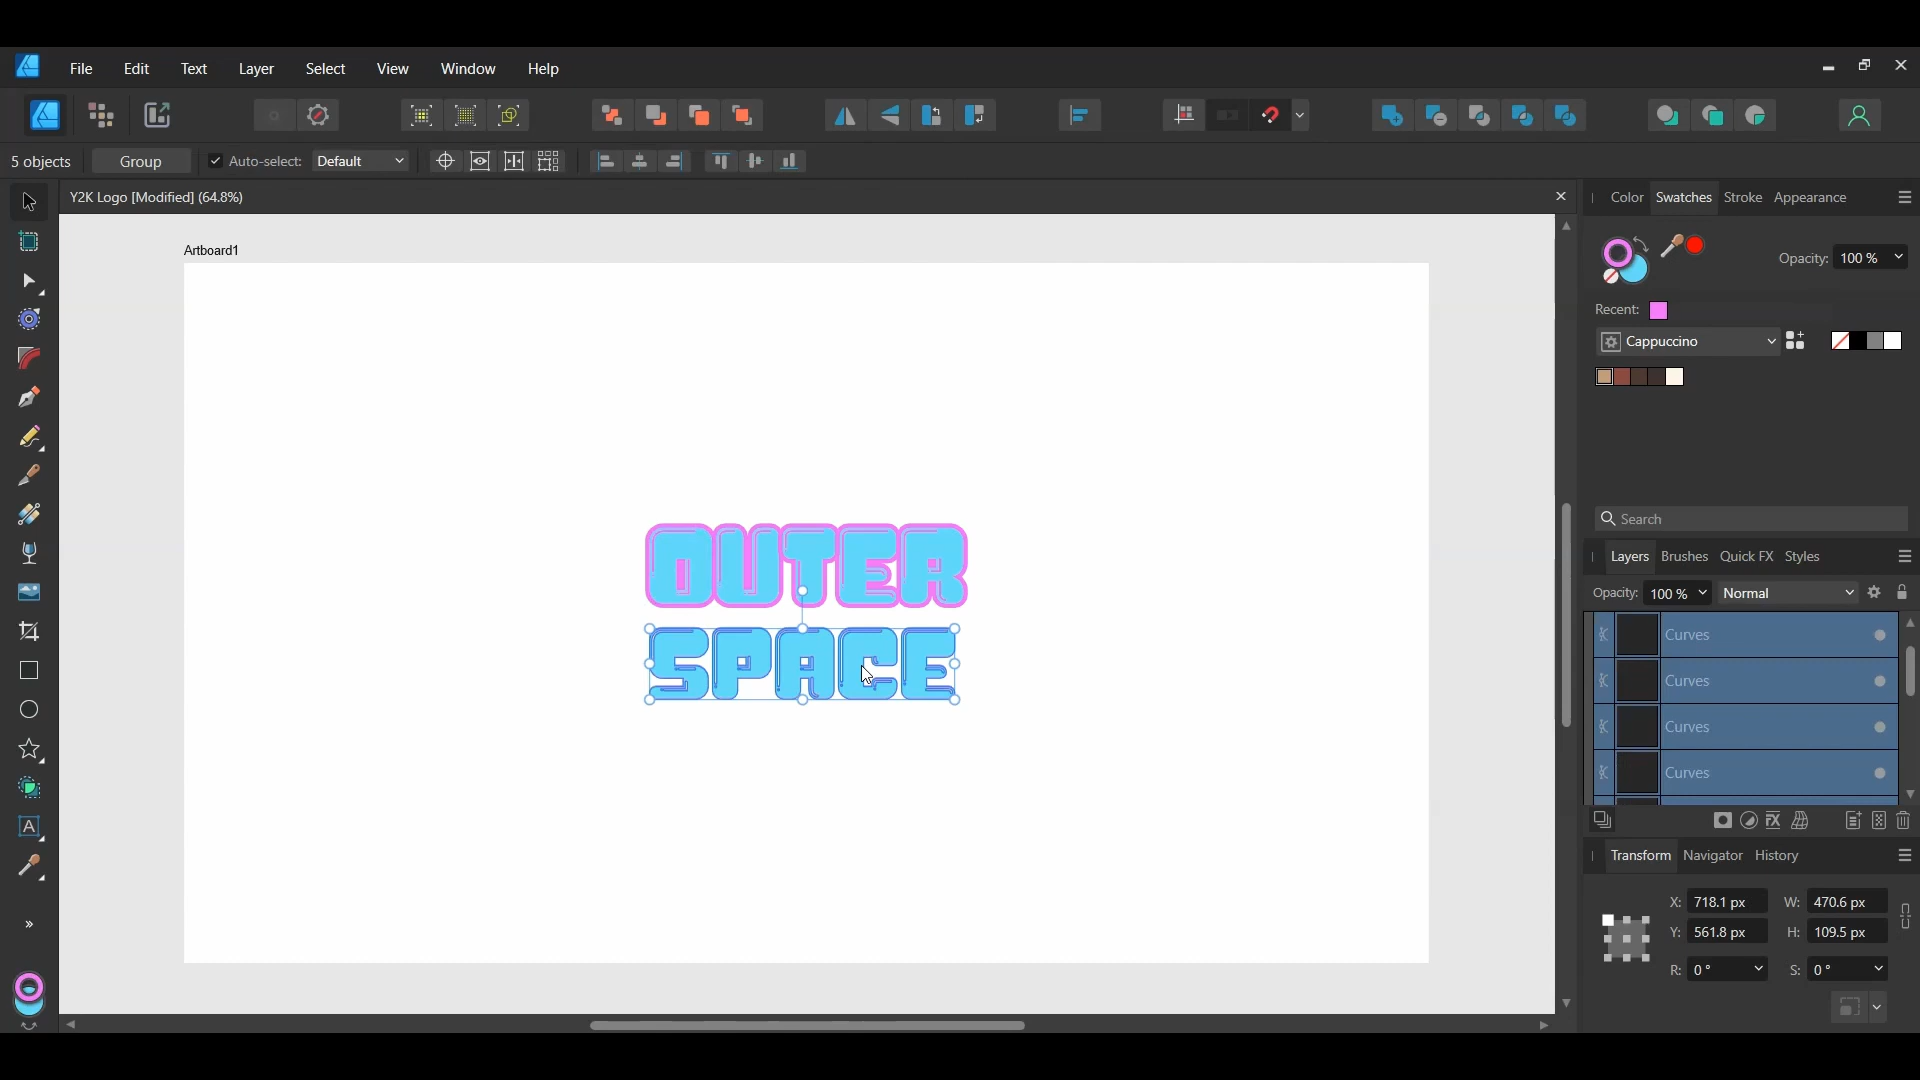 File Edit Text Layer Select View Window Help
5 objects Group Auto-select: Default
Y2K Logo [Modified] (64.8%)
Color Swatches Stroke Appearance
Artboard1
Opacity: 100 %
Recent:
Cappuccino
Search
OUTER
SPACE
Layers Brushes Quick FX Styles
Opacity: 100 % Normal
Curves
Curves
Curves
Curves
Transform Navigator History
X: 718.1 px W: 470.6 px
Y: 561.8 px H: 109.5 px
R: 0 ° S: 0 °